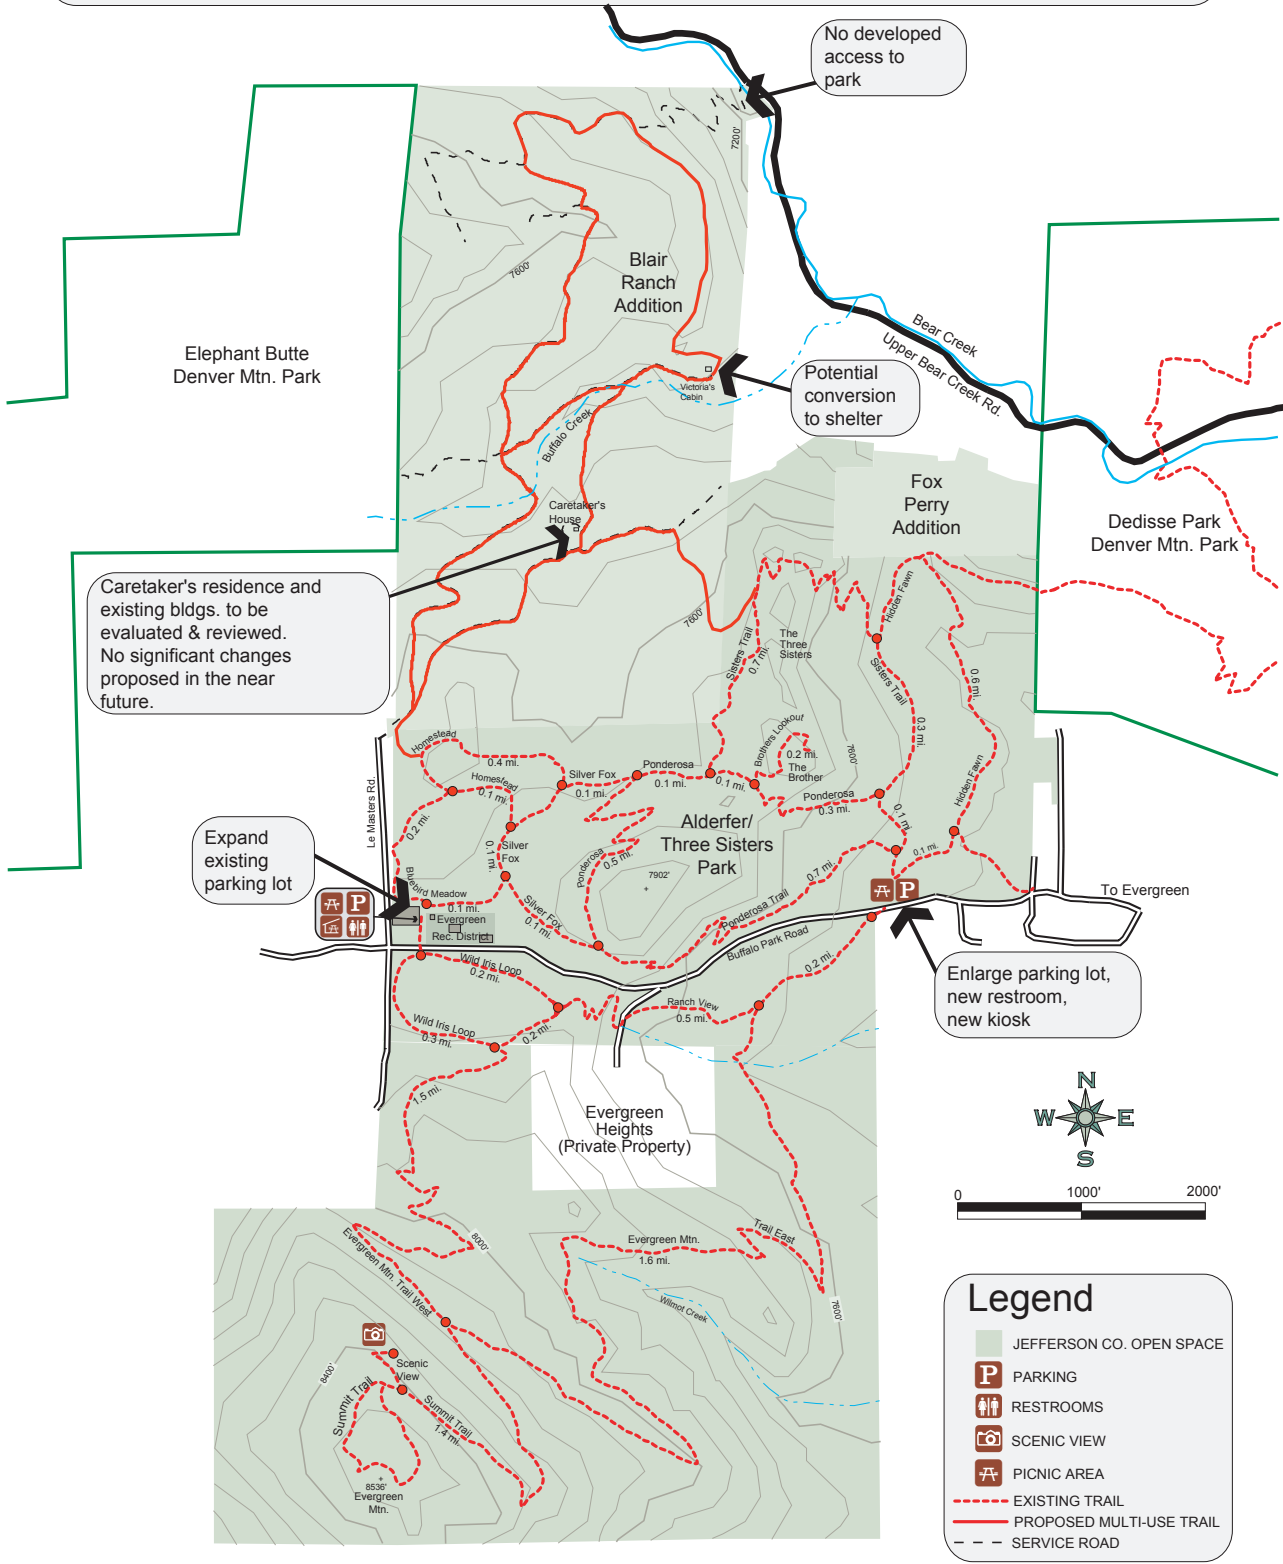 No developed
access to
park
7200'
Blair
Ranch
Addition
7600'
Elephant Butte
Denver Mtn. Park
Bear Creek
Upper Bear Creek Rd.
Victoria's
Cabin
Potential
conversion
to shelter
Buffalo Creek
Fox
Perry
Addition
Caretaker's
House
Dedisse Park
Denver Mtn. Park
Caretaker's residence and
existing bldgs. to be
evaluated & reviewed.
No significant changes
proposed in the near
future.
7600'
Hidden Fawn
The
Three
Sisters
Sisters Trail
0.7 mi.
Sisters Trail
0.6 mi.
0.3 mi.
Homestead
0.4 mi.
Brothers Lookout
0.2 mi.
The
Brother
7600'
Homestead
0.1 mi.
Silver Fox
0.1 mi.
Ponderosa
0.1 mi.
0.1 mi.
Ponderosa
0.3 mi.
Hidden Fawn
Le Masters Rd.
0.2 mi.
0.1 mi.
Silver
Fox
Alderfer/
Three Sisters
Park
0.1 mi.
0.1 mi.
Expand
existing
parking lot
Ponderosa
0.5 mi.
7902'
0.7 mi.
Ponderosa Trail
Bluebird Meadow
0.1 mi.
Silver Fox
0.1 mi.
P
P
To Evergreen
Evergreen
Rec. District
Buffalo Park Road
Wild Iris Loop
0.2 mi.
0.2 mi.
Enlarge parking lot,
new restroom,
new kiosk
Wild Iris Loop
0.3 mi.
0.2 mi.
Ranch View
0.5 mi.
1.5 mi.
Evergreen
Heights
(Private Property)
N
W E
S
0 1000' 2000'
Evergreen Mtn. Trail West
8000'
Evergreen Mtn.
1.6 mi.
Trail East
Wilmot Creek
7600'
Scenic
View
8400'
Summit Trail
Summit Trail
1.4 mi.
8536'
Evergreen
Mtn.
Legend
JEFFERSON CO. OPEN SPACE
P PARKING
RESTROOMS
SCENIC VIEW
PICNIC AREA
EXISTING TRAIL
PROPOSED MULTI-USE TRAIL
SERVICE ROAD